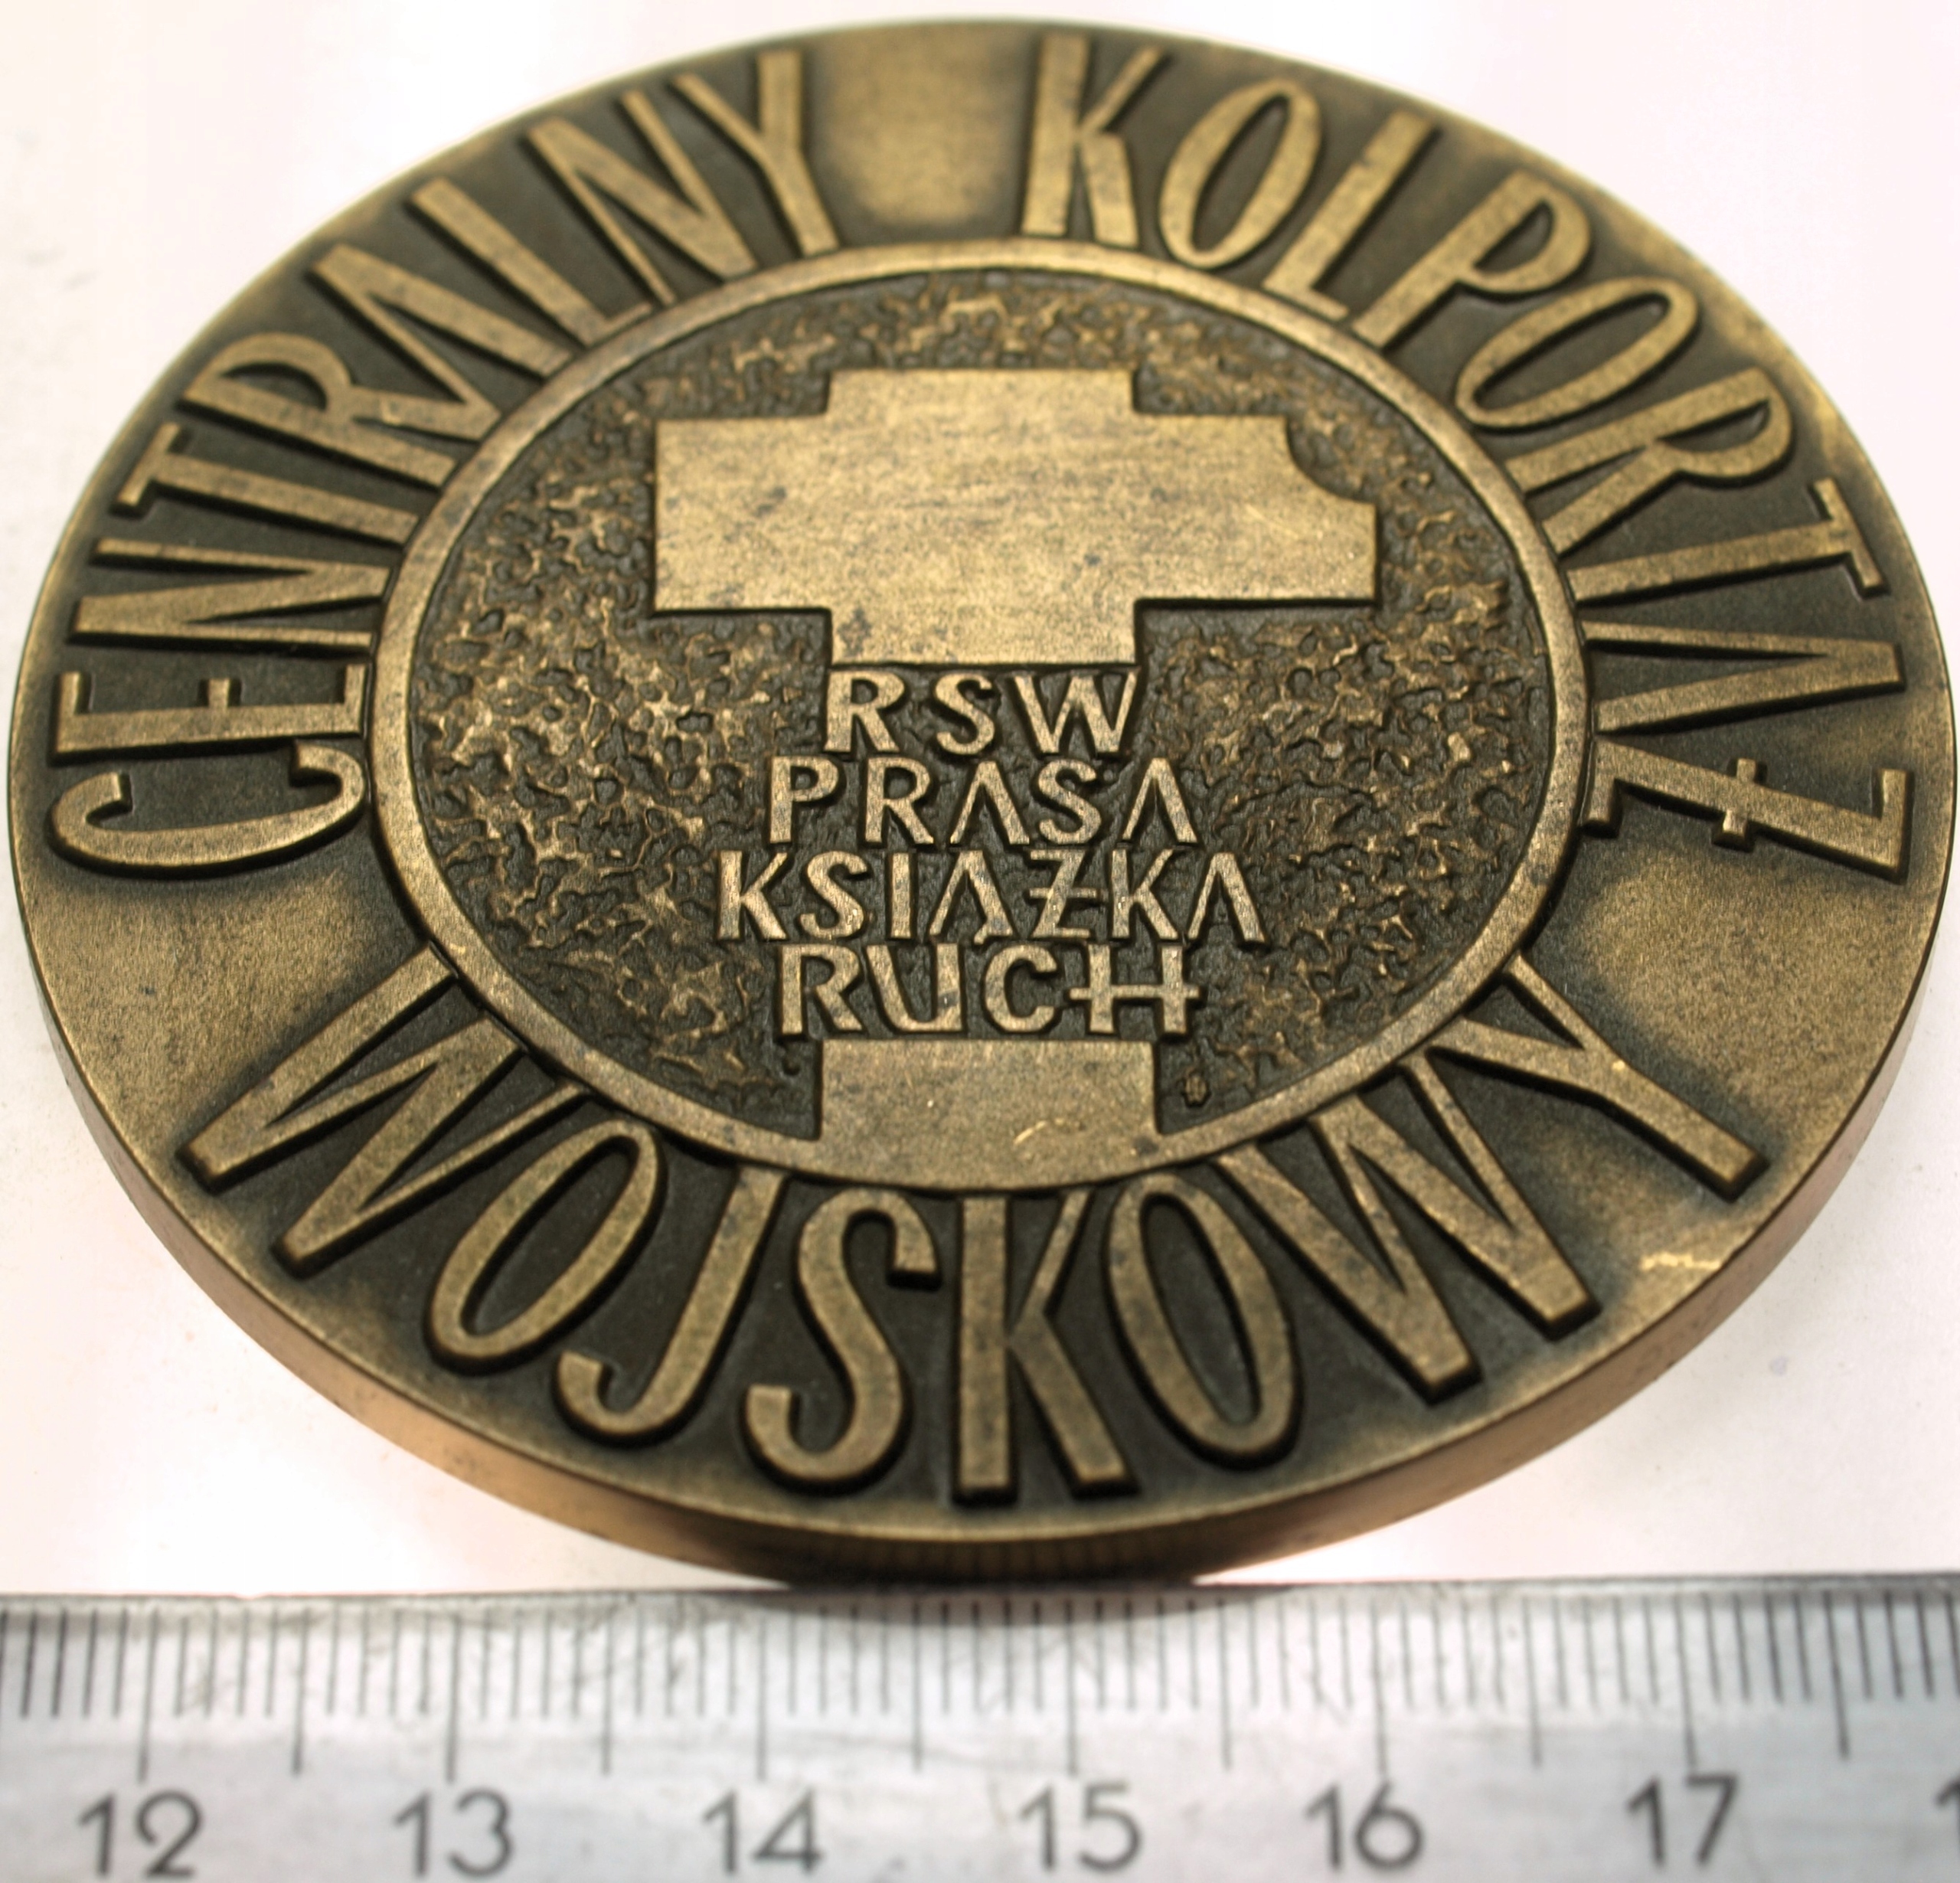 CENTRALNY KOLPORTAŻ
WOJSKOWY
RSW
PRASA
KSIĄŻKA
RUCH
12 13 14 15 16 17